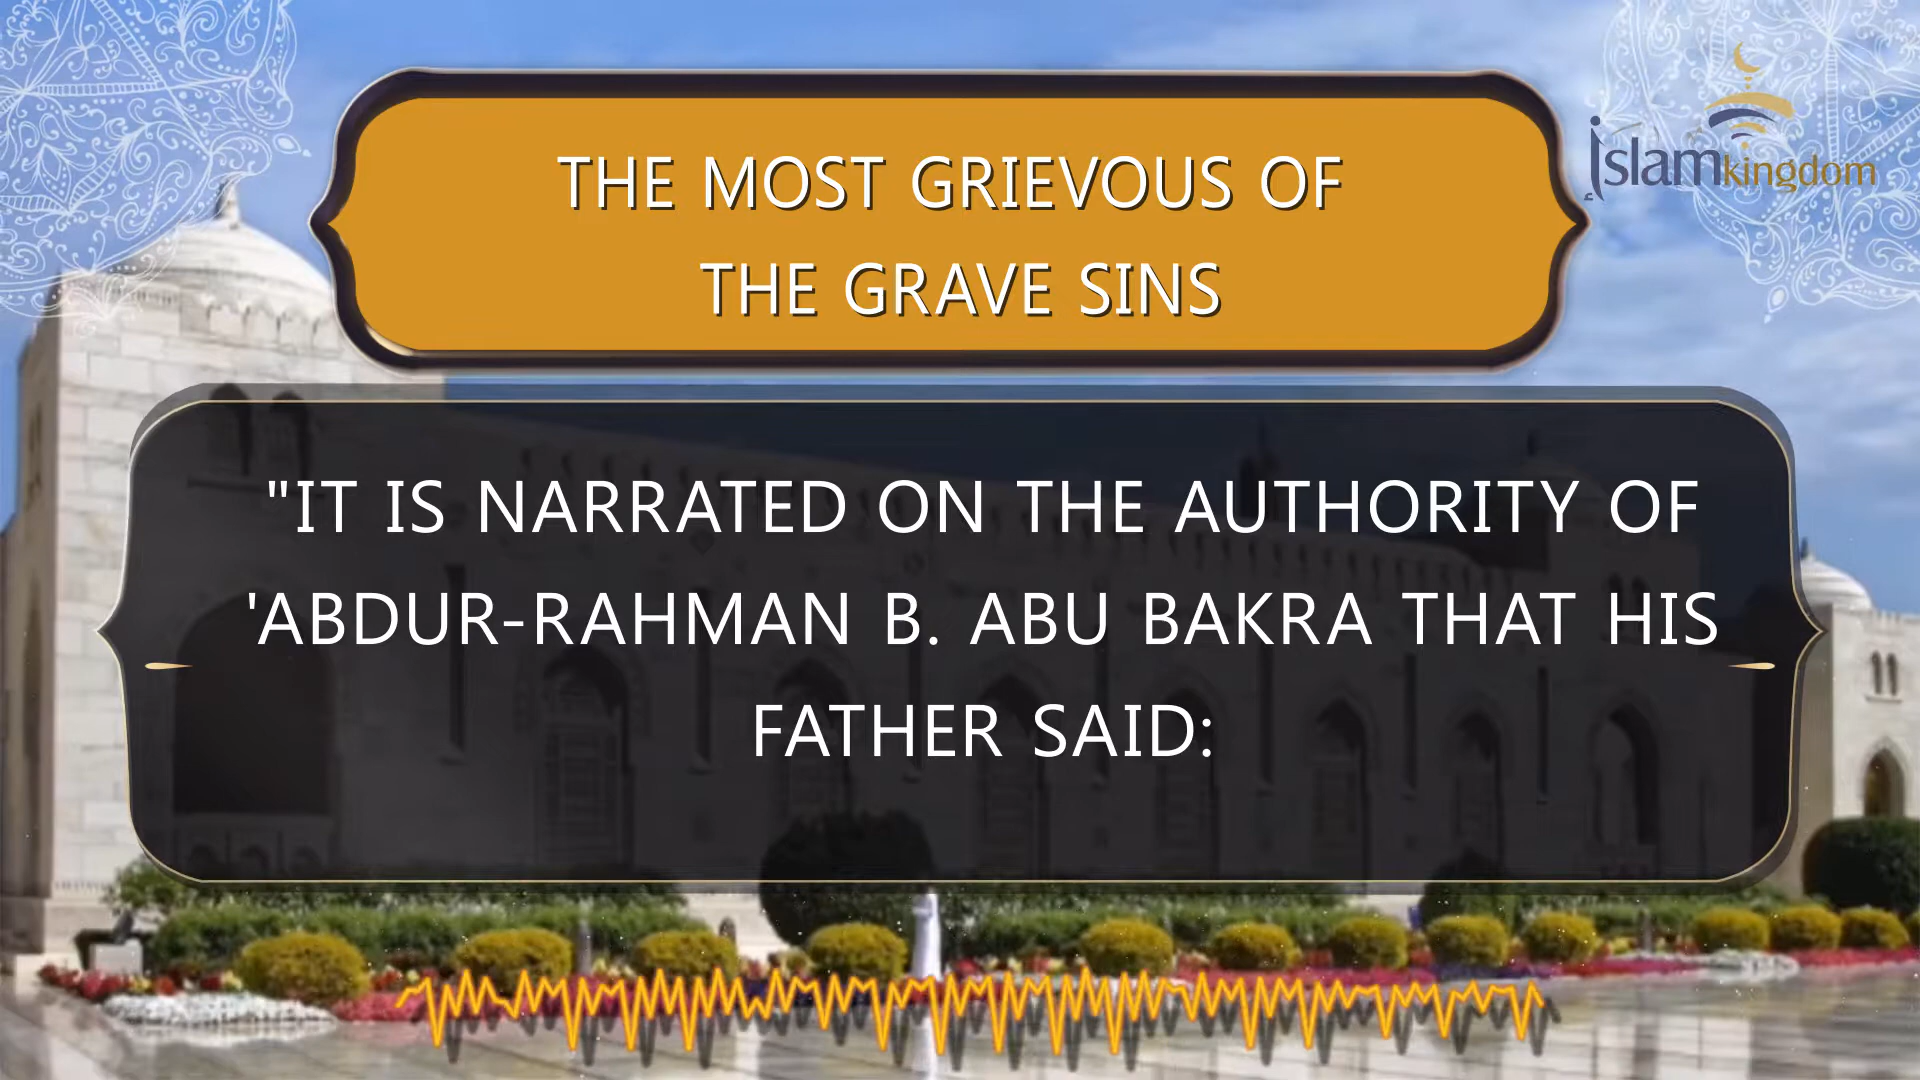 THE MOST GRIEVOUS OF
THE GRAVE SINS
islamkingdom
"IT IS NARRATED ON THE AUTHORITY OF
'ABDUR-RAHMAN B. ABU BAKRA THAT HIS
FATHER SAID: